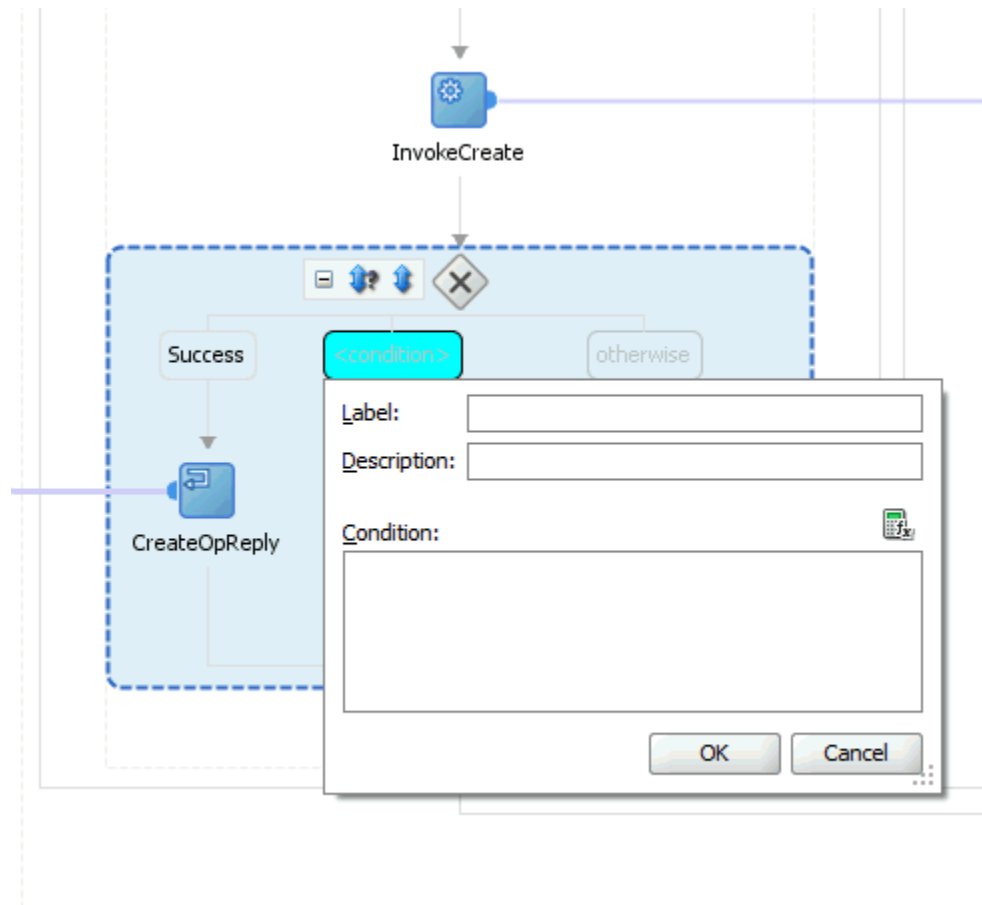 InvokeCreate
Success
<condition>
otherwise
Label:
Description:
Condition:
CreateOpReply
OK
Cancel